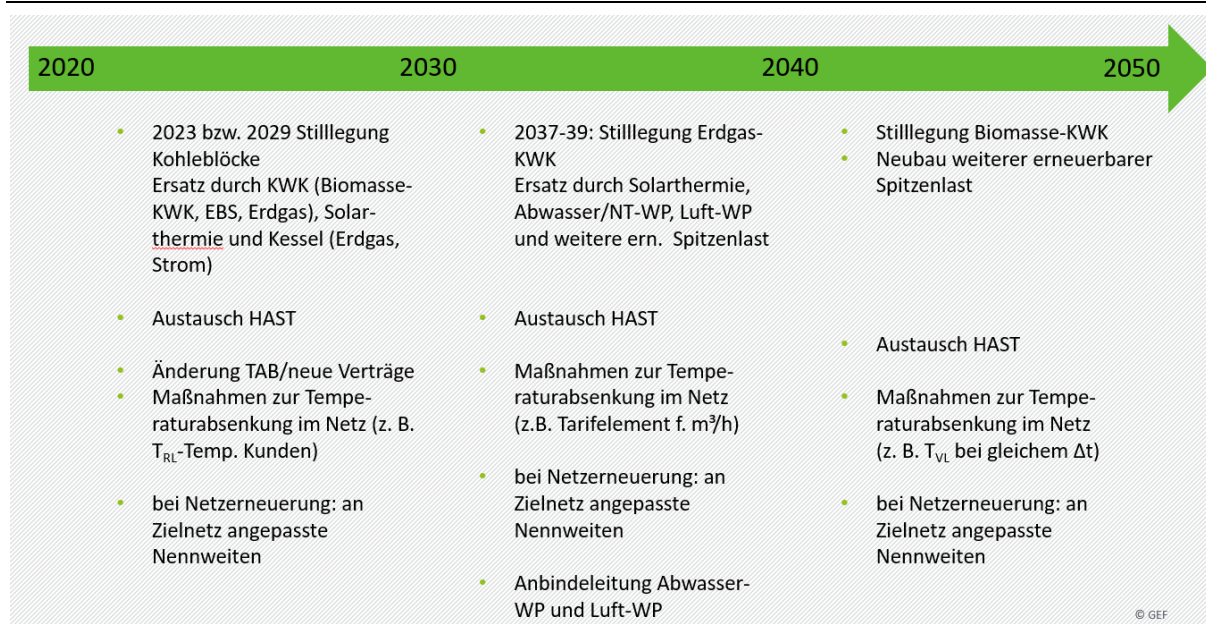 2020 2030 2040 2050
• 2023 bzw. 2029 Stilllegung
Kohleblöcke
Ersatz durch KWK (Biomasse-
KWK, EBS, Erdgas), Solar-
thermie und Kessel (Erdgas,
Strom)
• Austausch HAST
• Änderung TAB/neue Verträge
• Maßnahmen zur Tempe-
raturabsenkung im Netz (z. B.
T_RL-Temp. Kunden)
• bei Netzerneuerung: an
Zielnetz angepasste
Nennweiten
• 2037-39: Stilllegung Erdgas-
KWK
Ersatz durch Solarthermie,
Abwasser/NT-WP, Luft-WP
und weitere ern. Spitzenlast
• Austausch HAST
• Maßnahmen zur Tempe-
raturabsenkung im Netz
(z.B. Tarifelement f. m³/h)
• bei Netzerneuerung: an
Zielnetz angepasste
Nennweiten
• Anbindeleitung Abwasser-
WP und Luft-WP
• Stilllegung Biomasse-KWK
• Neubau weiterer erneuerbarer
Spitzenlast
• Austausch HAST
• Maßnahmen zur Tempe-
raturabsenkung im Netz
(z. B. T_VL bei gleichem Δt)
• bei Netzerneuerung: an
Zielnetz angepasste
Nennweiten
© GEF